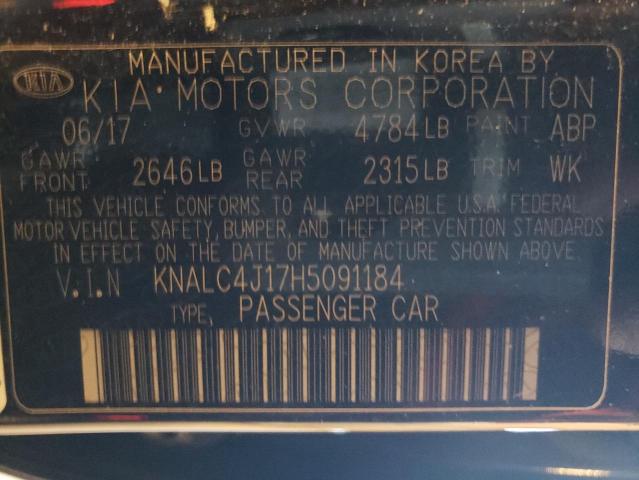 MANUFACTURED IN KOREA BY
KIA KIA MOTORS CORPORATION
06/17 GVWR 4784LB PAINT ABP
GAWR FRONT 2646LB GAWR REAR 2315LB TRIM WK
THIS VEHICLE CONFORMS TO ALL APPLICABLE U.S.A. FEDERAL
MOTOR VEHICLE SAFETY, BUMPER, AND THEFT PREVENTION STANDARDS
IN EFFECT ON THE DATE OF MANUFACTURE SHOWN ABOVE.
V.I.N KNALC4J17H5091184
TYPE: PASSENGER CAR